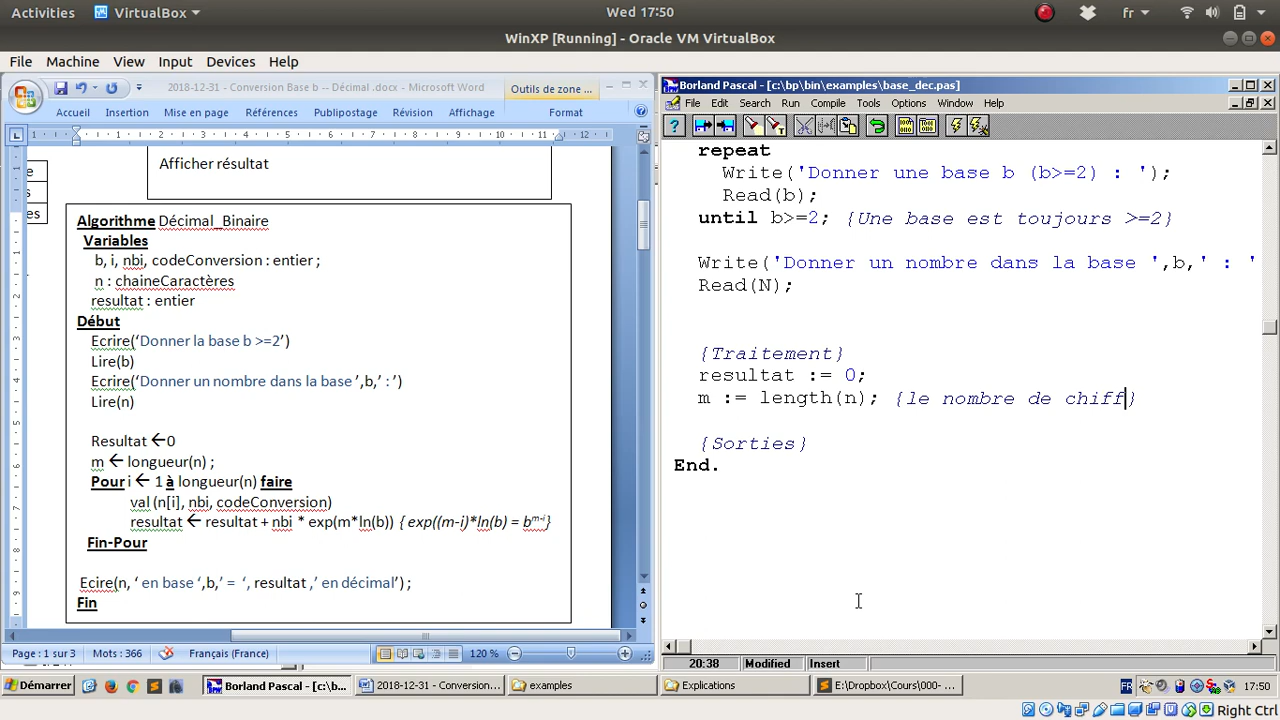 Activities VirtualBox Wed 17:50 fr
WinXP [Running] - Oracle VM VirtualBox
File Machine View Input Devices Help
2018-12-31 - Conversion Base b -- Décimal .docx - Microsoft Word Outils de zone ...
Accueil Insertion Mise en page Références Publipostage Révision Affichage Format
Afficher résultat
Algorithme Décimal_Binaire
Variables
b, i, nbi, codeConversion : entier ;
n : chaineCaractères
resultat : entier
Début
Ecrire(‘Donner la base b >=2’)
Lire(b)
Ecrire(‘Donner un nombre dans la base ’,b,’ :’)
Lire(n)
Resultat 🡨0
m 🡨 longueur(n) ;
Pour i 🡨 1 à longueur(n) faire
val (n[i], nbi, codeConversion)
resultat 🡨 resultat + nbi * exp(m*ln(b)) { exp((m-i)*ln(b) = bᵐ⁻ⁱ}
Fin-Pour
Ecire(n, ‘ en base ‘,b,’ = ‘, resultat ,’ en décimal’) ;
Fin
Page : 1 sur 3 Mots : 366 Français (France) 120 %
Borland Pascal - [c:\bp\bin\examples\base_dec.pas]
File Edit Search Run Compile Tools Options Window Help
repeat
Write('Donner une base b (b>=2) : ');
Read(b);
until b>=2; {Une base est toujours >=2}
Write('Donner un nombre dans la base ',b,' : '
Read(N);
{Traitement}
resultat := 0;
m := length(n); {le nombre de chiff}
{Sorties}
End.
20:38 Modified Insert
Démarrer Borland Pascal - [c:\b... 2018-12-31 - Conversion... examples Explications E:\Dropbox\Cours\000- ... FR 17:50
Right Ctrl